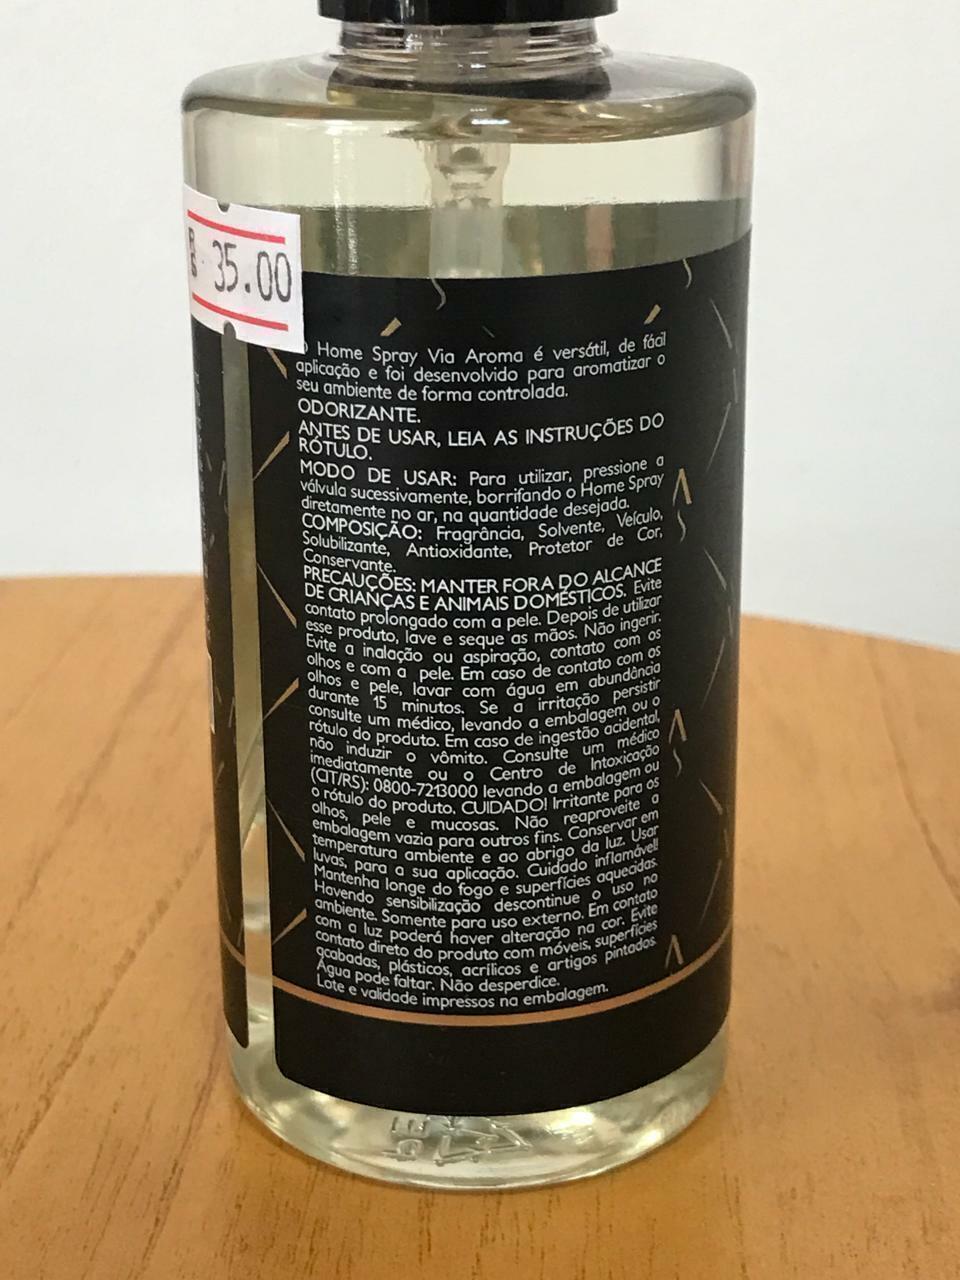 R$ 35.00
Home Spray Via Aroma é versátil, de fácil
aplicação e foi desenvolvido para aromatizar o
seu ambiente de forma controlada.
ODORIZANTE.
ANTES DE USAR, LEIA AS INSTRUÇÕES DO
RÓTULO.
MODO DE USAR: Para utilizar, pressione a
válvula sucessivamente, borrifando o Home Spray
diretamente no ar, na quantidade desejada.
COMPOSIÇÃO: Fragrância, Solvente, Veículo,
Solubilizante, Antioxidante, Protetor de Cor,
Conservante.
PRECAUÇÕES: MANTER FORA DO ALCANCE
DE CRIANÇAS E ANIMAIS DOMÉSTICOS. Evite
contato prolongado com a pele. Depois de utilizar
esse produto, lave e seque as mãos. Não ingerir.
Evite a inalação ou aspiração, contato com os
olhos e com a pele. Em caso de contato com os
olhos e pele, lavar com água em abundância
durante 15 minutos. Se a irritação persistir
consulte um médico, levando a embalagem ou o
rótulo do produto. Em caso de ingestão acidental,
não induzir o vômito. Consulte um médico
imediatamente ou o Centro de Intoxicação
(CIT/RS): 0800-7213000 levando a embalagem ou
o rótulo do produto. CUIDADO! Irritante para os
olhos, pele e mucosas. Não reaproveite a
embalagem vazia para outros fins. Conservar em
temperatura ambiente e ao abrigo da luz. Usar
luvas, para a sua aplicação. Cuidado inflamável!
Mantenha longe do fogo e superfícies aquecidas.
Havendo sensibilização descontinue o uso no
ambiente. Somente para uso externo. Em contato
com a luz poderá haver alteração na cor. Evite
contato direto do produto com móveis, superfícies
acabadas, plásticos, acrílicos e artigos pintados.
Água pode faltar. Não desperdice.
Lote e validade impressos na embalagem.